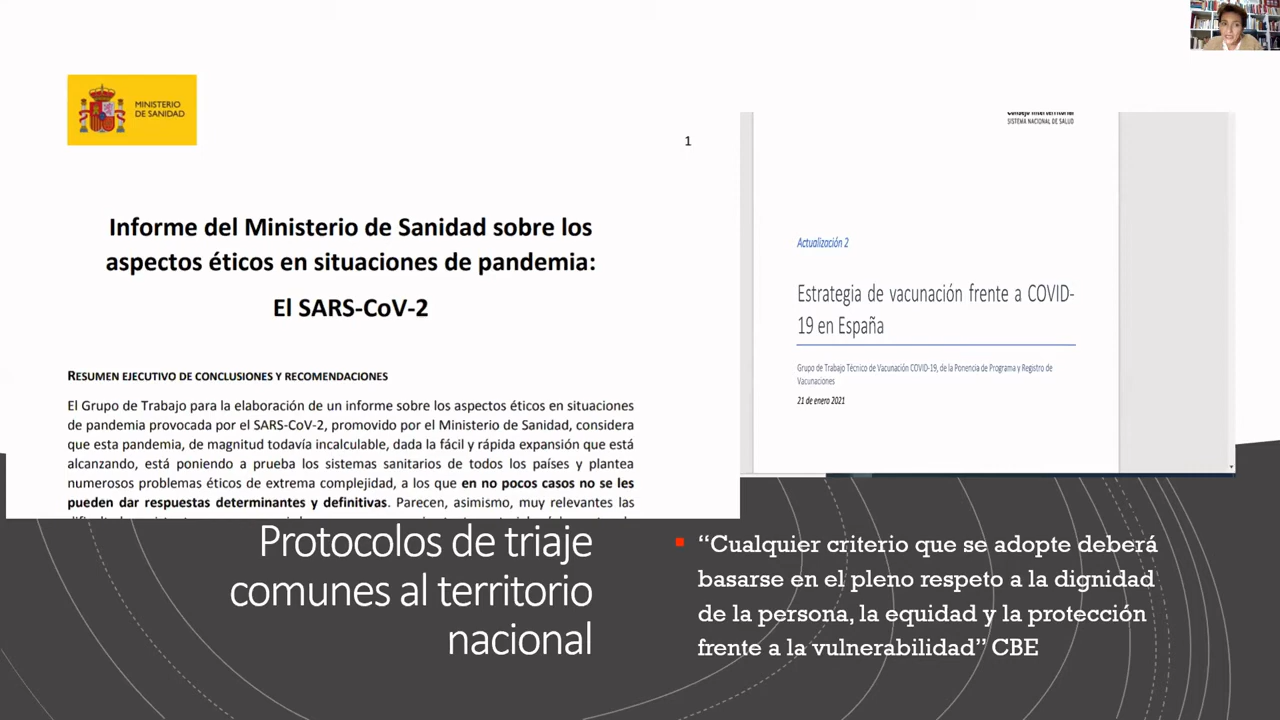 MINISTERIO
DE SANIDAD
1
Informe del Ministerio de Sanidad sobre los
aspectos éticos en situaciones de pandemia:
El SARS-CoV-2
RESUMEN EJECUTIVO DE CONCLUSIONES Y RECOMENDACIONES
El Grupo de Trabajo para la elaboración de un informe sobre los aspectos éticos en situaciones
de pandemia provocada por el SARS-CoV-2, promovido por el Ministerio de Sanidad, considera
que esta pandemia, de magnitud todavía incalculable, dada la fácil y rápida expansión que está
alcanzando, está poniendo a prueba los sistemas sanitarios de todos los países y plantea
numerosos problemas éticos de extrema complejidad, a los que en no pocos casos no se les
pueden dar respuestas determinantes y definitivas. Parecen, asimismo, muy relevantes las
Consejo Interterritorial
SISTEMA NACIONAL DE SALUD
Actualización 2
Estrategia de vacunación frente a COVID-
19 en España
Grupo de Trabajo Técnico de Vacunación COVID-19, de la Ponencia de Programa y Registro de
Vacunaciones
21 de enero 2021
Protocolos de triaje
comunes al territorio
nacional
“Cualquier criterio que se adopte deberá
basarse en el pleno respeto a la dignidad
de la persona, la equidad y la protección
frente a la vulnerabilidad” CBE